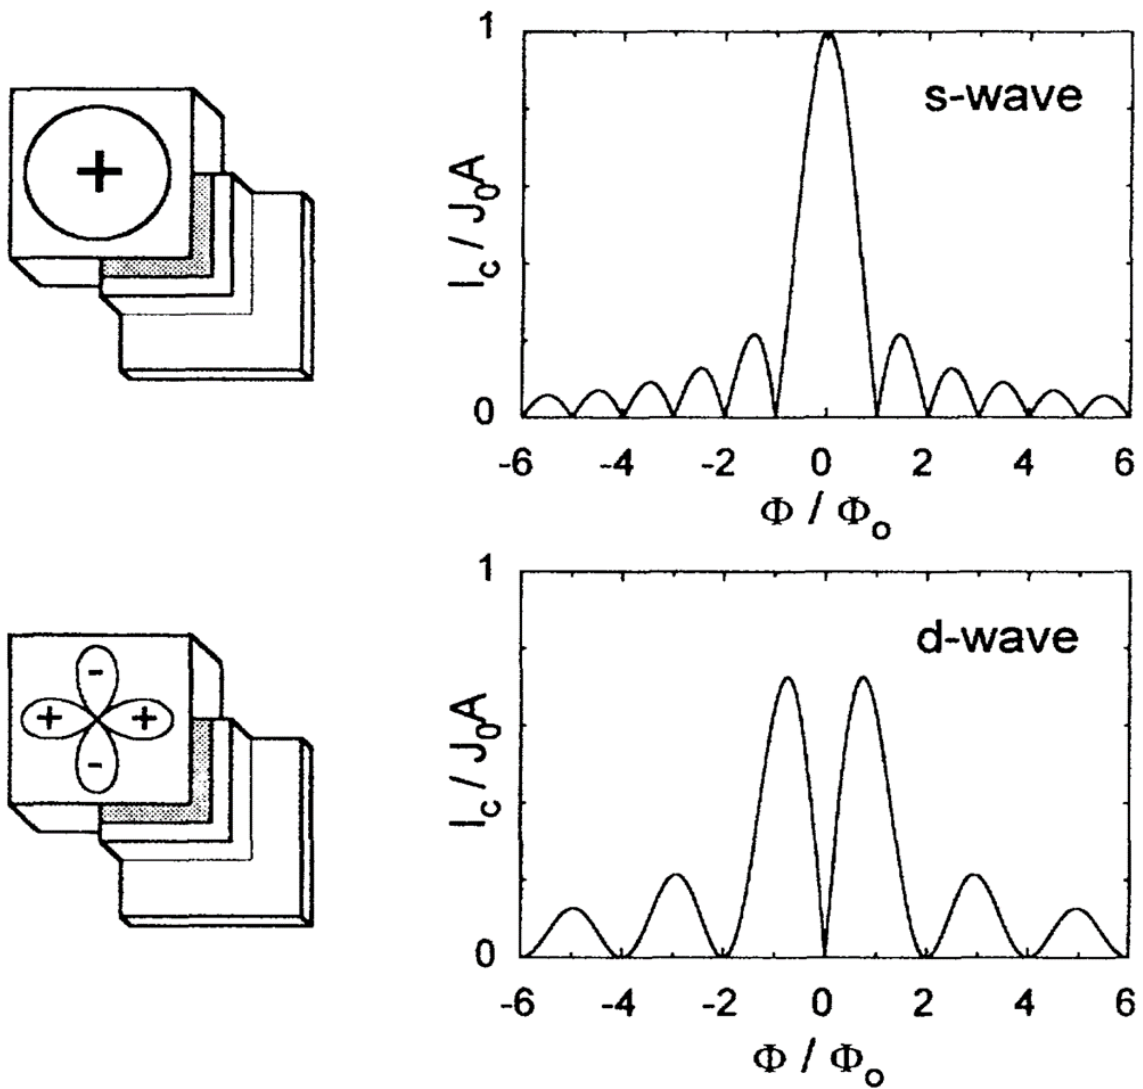 +
1
s-wave
I_c / J_0A
0
-6 -4 -2 0 2 4 6
Φ / Φ_o
-
+ +
-
1
d-wave
I_c / J_0A
0
-6 -4 -2 0 2 4 6
Φ / Φ_o